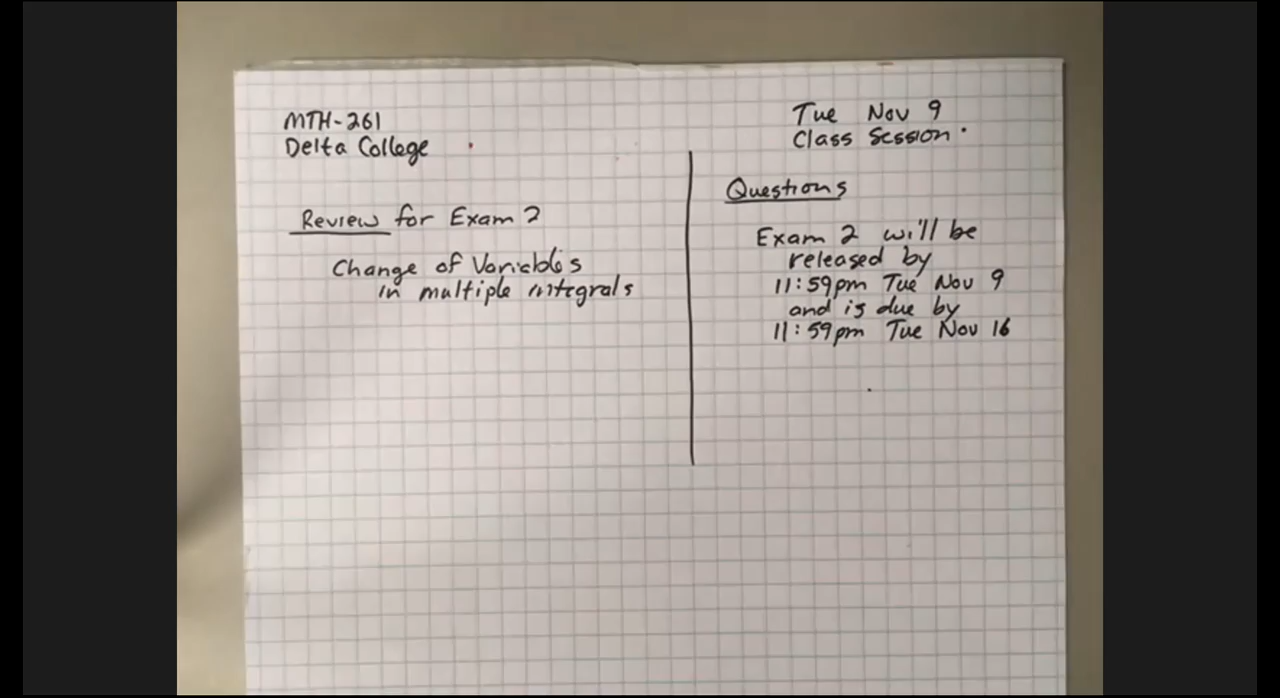 MTH-261
Delta College
Tue Nov 9
Class Session
Review for Exam 2
Change of Variables
in multiple integrals
Questions
Exam 2 will be
released by
11:59pm Tue Nov 9
and is due by
11:59pm Tue Nov 16